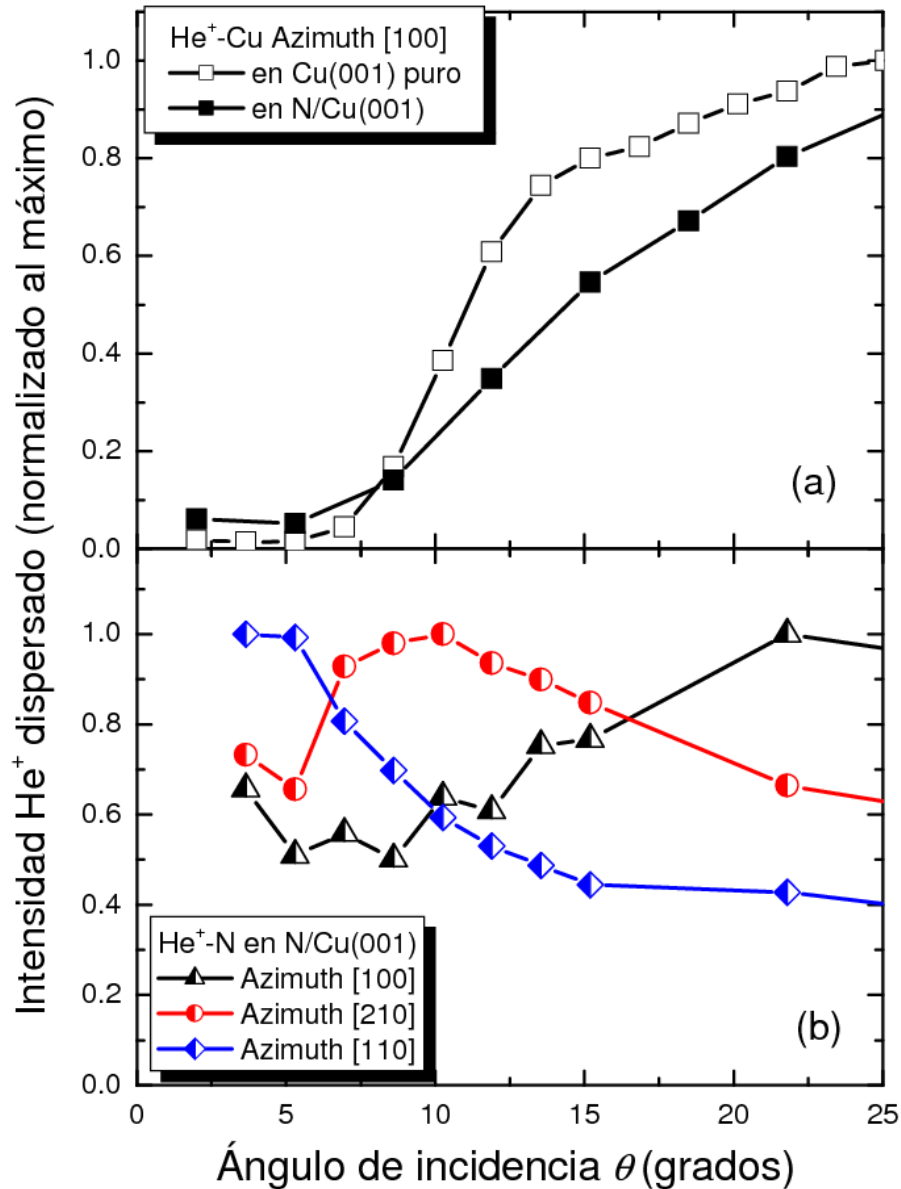 Intensidad He⁺ dispersado (normalizado al máximo)
He⁺-Cu Azimuth [100]
en Cu(001) puro
en N/Cu(001)
1.0
0.8
0.6
0.4
0.2
0.0
(a)
1.0
0.8
0.6
0.4
0.2
0.0
He⁺-N en N/Cu(001)
Azimuth [100]
Azimuth [210]
Azimuth [110]
(b)
0 5 10 15 20 25
Ángulo de incidencia θ (grados)